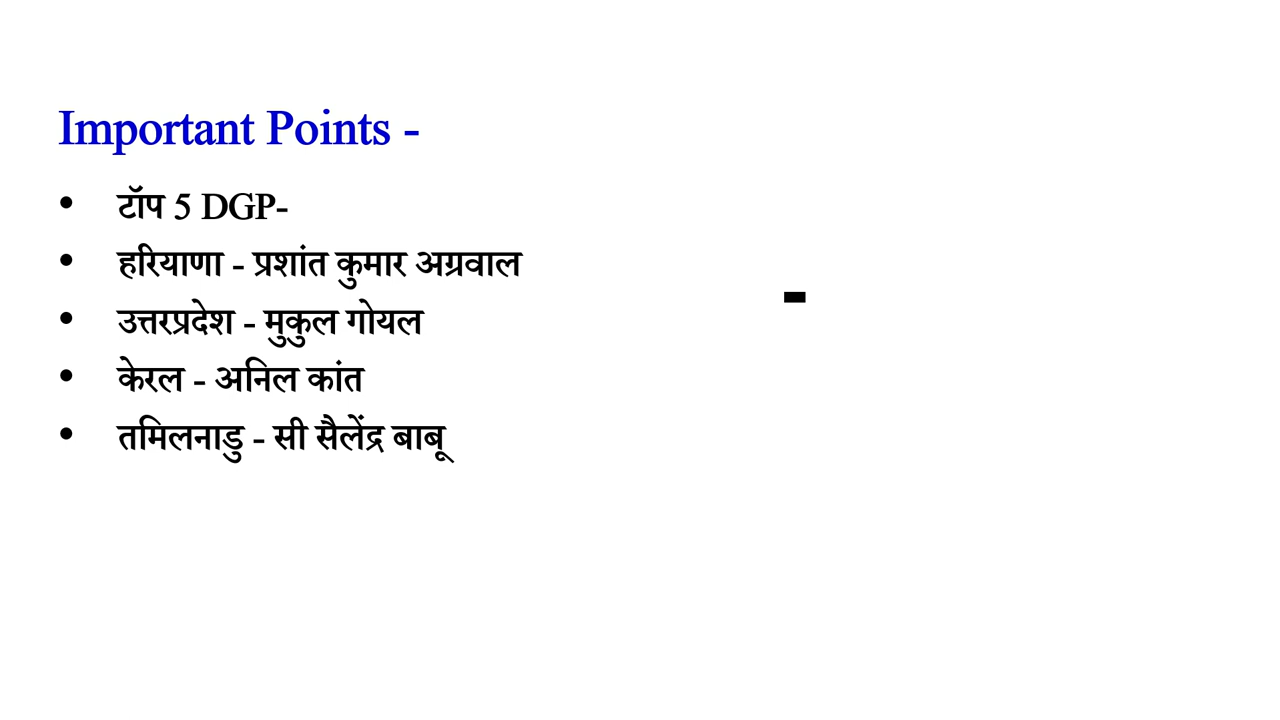 Important Points -
• टॉप 5 DGP-
• हरियाणा - प्रशांत कुमार अग्रवाल
• उत्तरप्रदेश - मुकुल गोयल
• केरल - अनिल कांत
• तमिलनाडु - सी सैलेंद्र बाबू
-